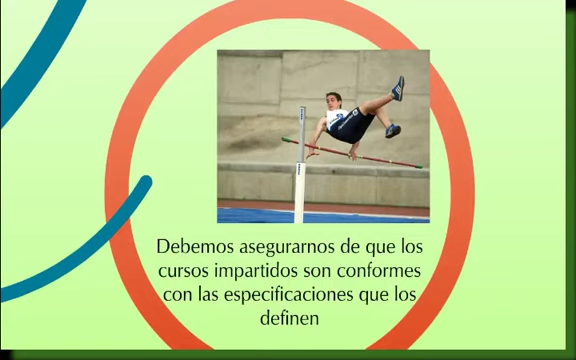 Debemos asegurarnos de que los
cursos impartidos son conformes
con las especificaciones que los
definen